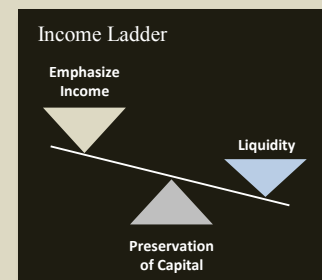 Income Ladder
Emphasize
Income
Liquidity
Preservation
of Capital